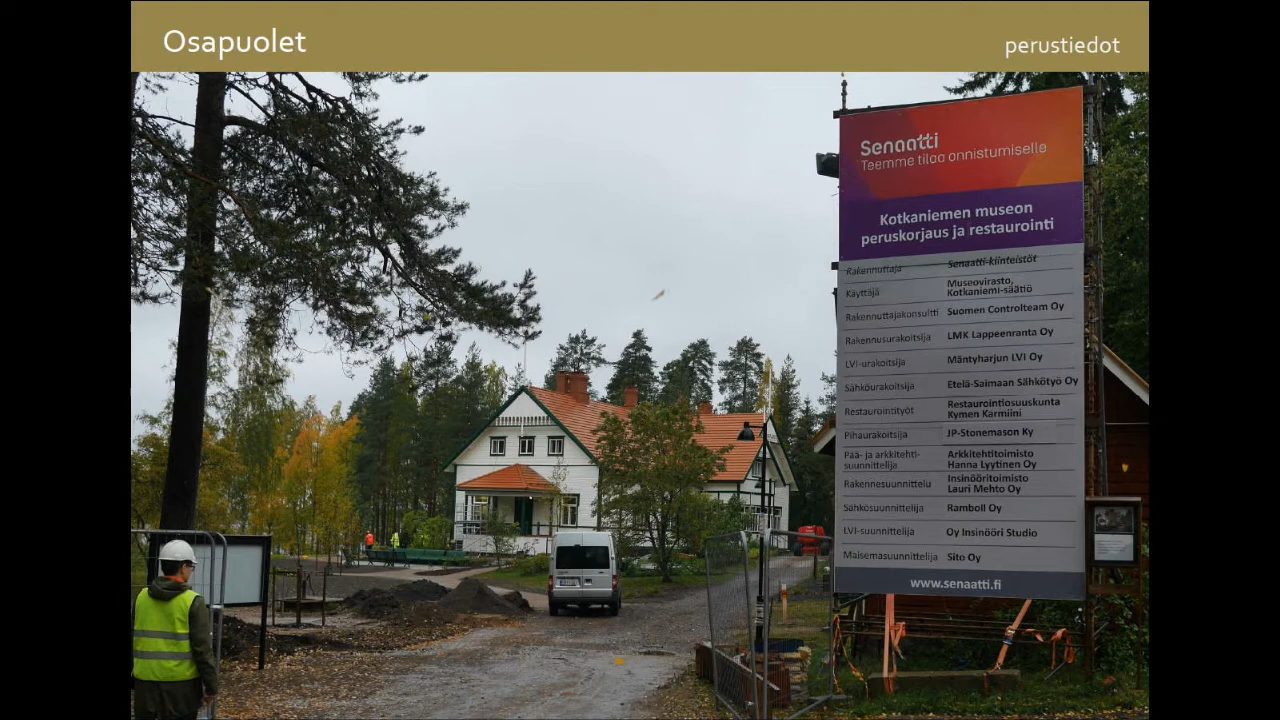 Osapuolet
perustiedot
Senaatti
Teemme tilaa onnistumiselle
Kotkaniemen museon
peruskorjaus ja restaurointi
Rakennuttaja Senaatti-kiinteistöt
Käyttäjä Museovirasto,
Kotkaniemi-säätiö
Rakennuttajakonsultti Suomen Controlteam Oy
Rakennusurakoitsija LMK Lappeenranta Oy
LVI-urakoitsija Mäntyharjun LVI Oy
Sähköurakoitsija Etelä-Saimaan Sähkötyö Oy
Restaurointityöt Restaurointiosuuskunta
Kymen Karmiini
Pihaurakoitsija JP-Stonemason Ky
Pää- ja arkkitehti- Arkkitehtitoimisto
suunnittelija Hanna Lyytinen Oy
Rakennesuunnittelu Insinööritoimisto
Lauri Mehto Oy
Sähkösuunnittelija Ramboll Oy
LVI-suunnittelija Oy Insinööri Studio
Maisemasuunnittelija Sito Oy
www.senaatti.fi